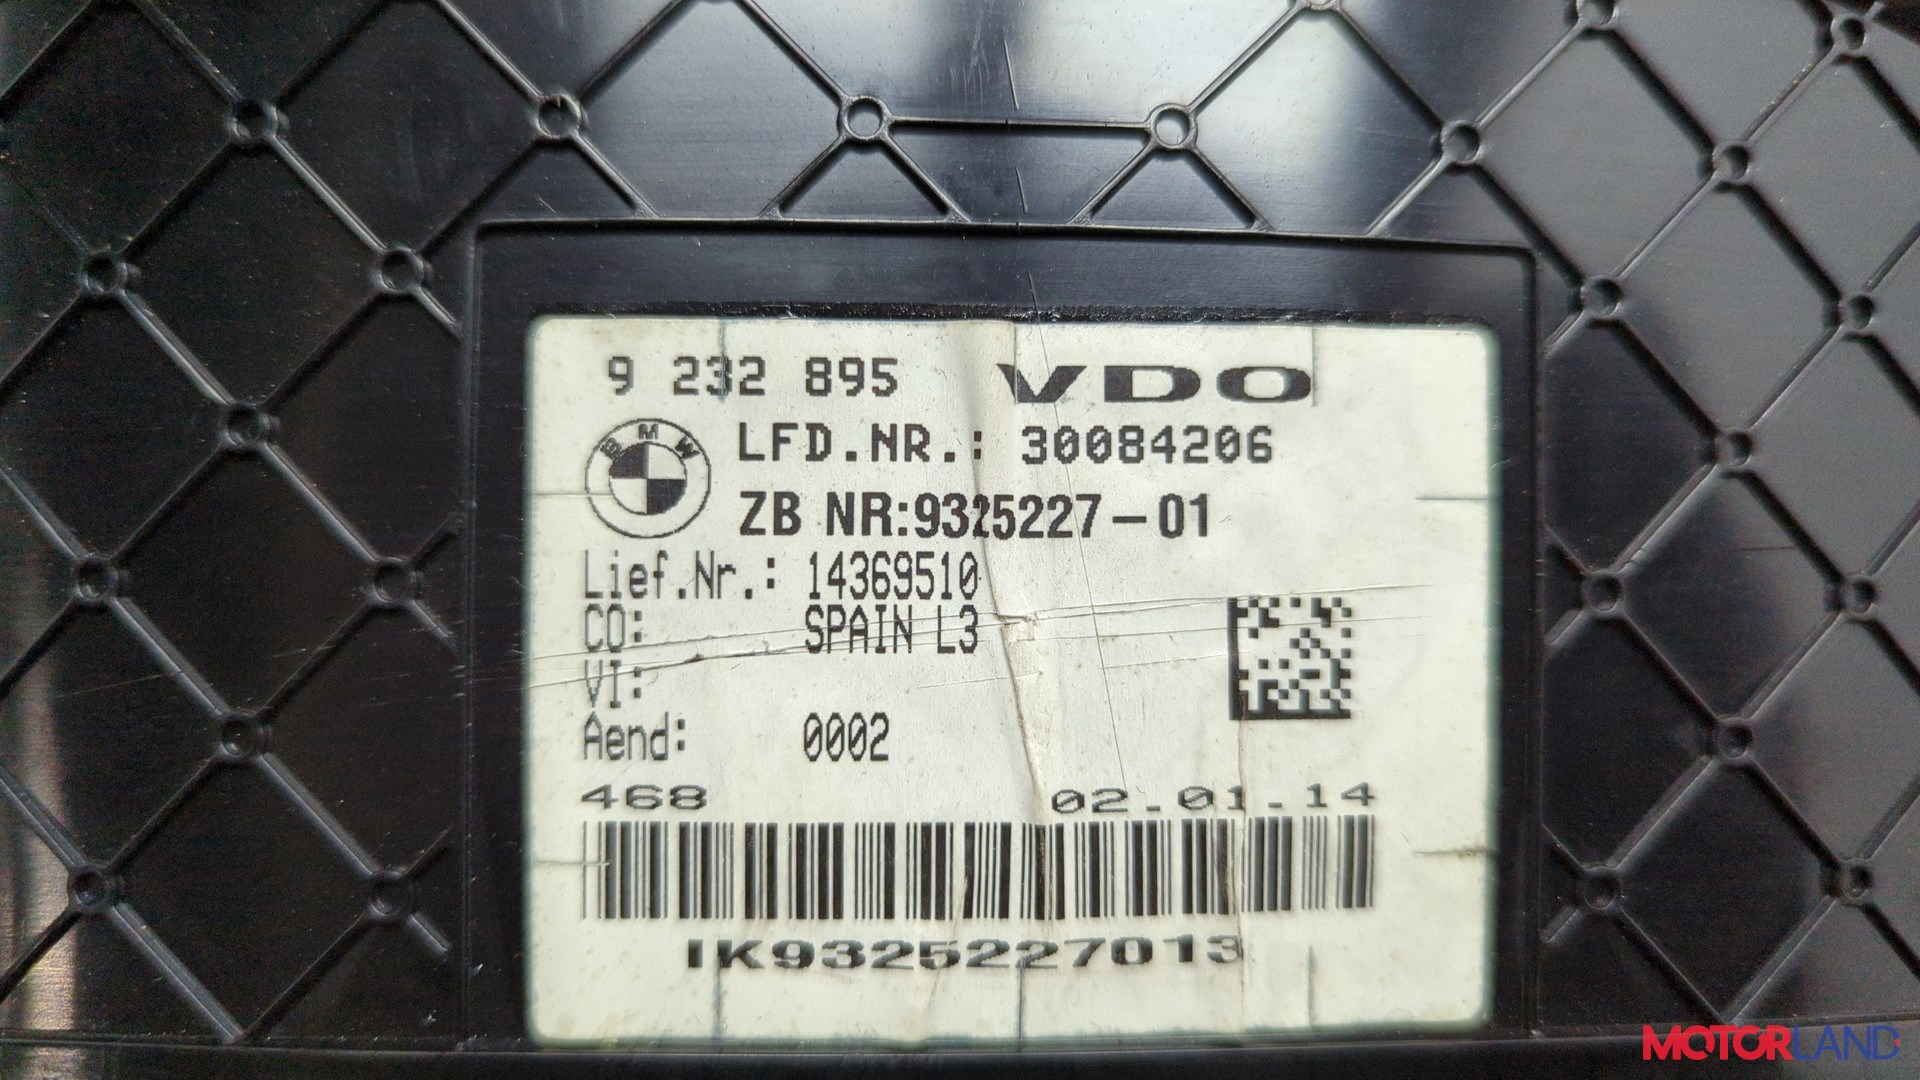 9 232 895 VDO
BMW
LFD.NR.: 30084206
ZB NR:9325227-01
Lief.Nr.: 14369510
CO: SPAIN L3
VI:
Aend: 0002
468 02.01.14
IK9325227013
MOTORLAND